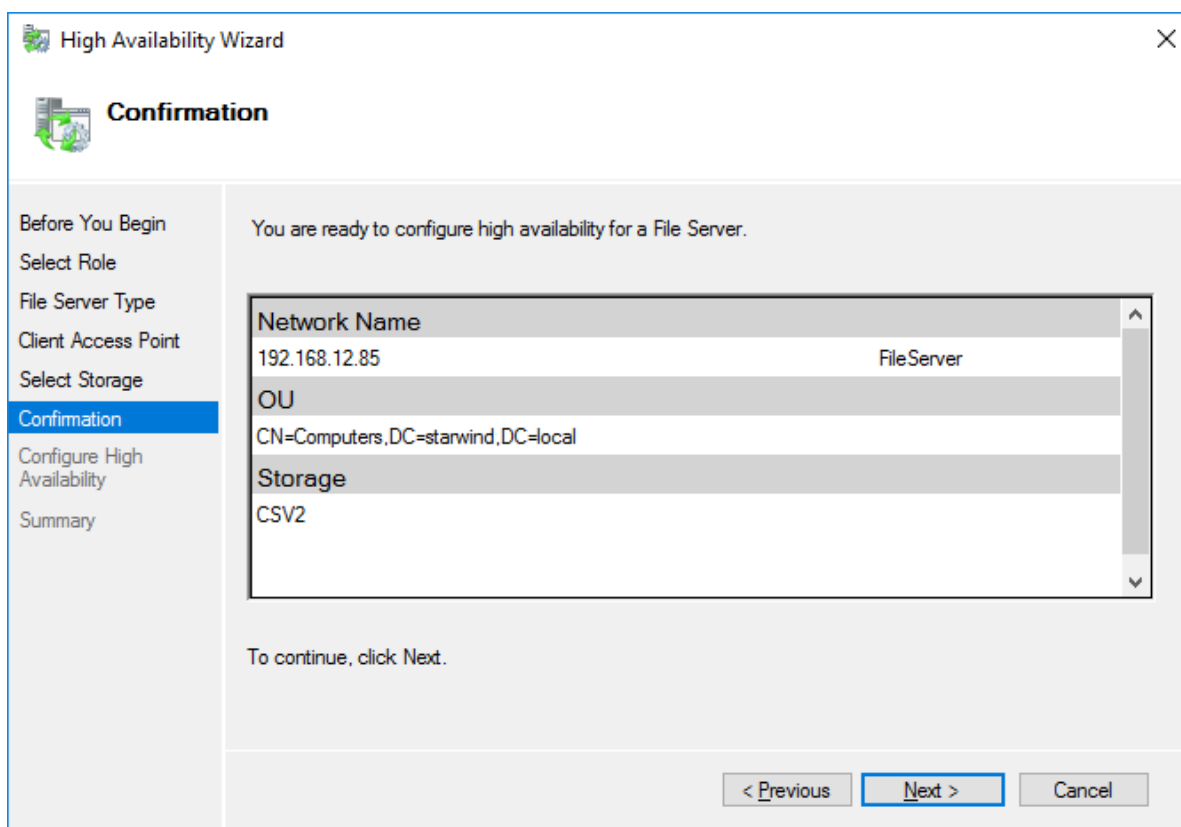 High Availability Wizard
Confirmation
Before You Begin
Select Role
File Server Type
Client Access Point
Select Storage
Confirmation
Configure High
Availability
Summary
You are ready to configure high availability for a File Server.
Network Name
192.168.12.85 FileServer
OU
CN=Computers,DC=starwind,DC=local
Storage
CSV2
To continue, click Next.
< Previous Next > Cancel